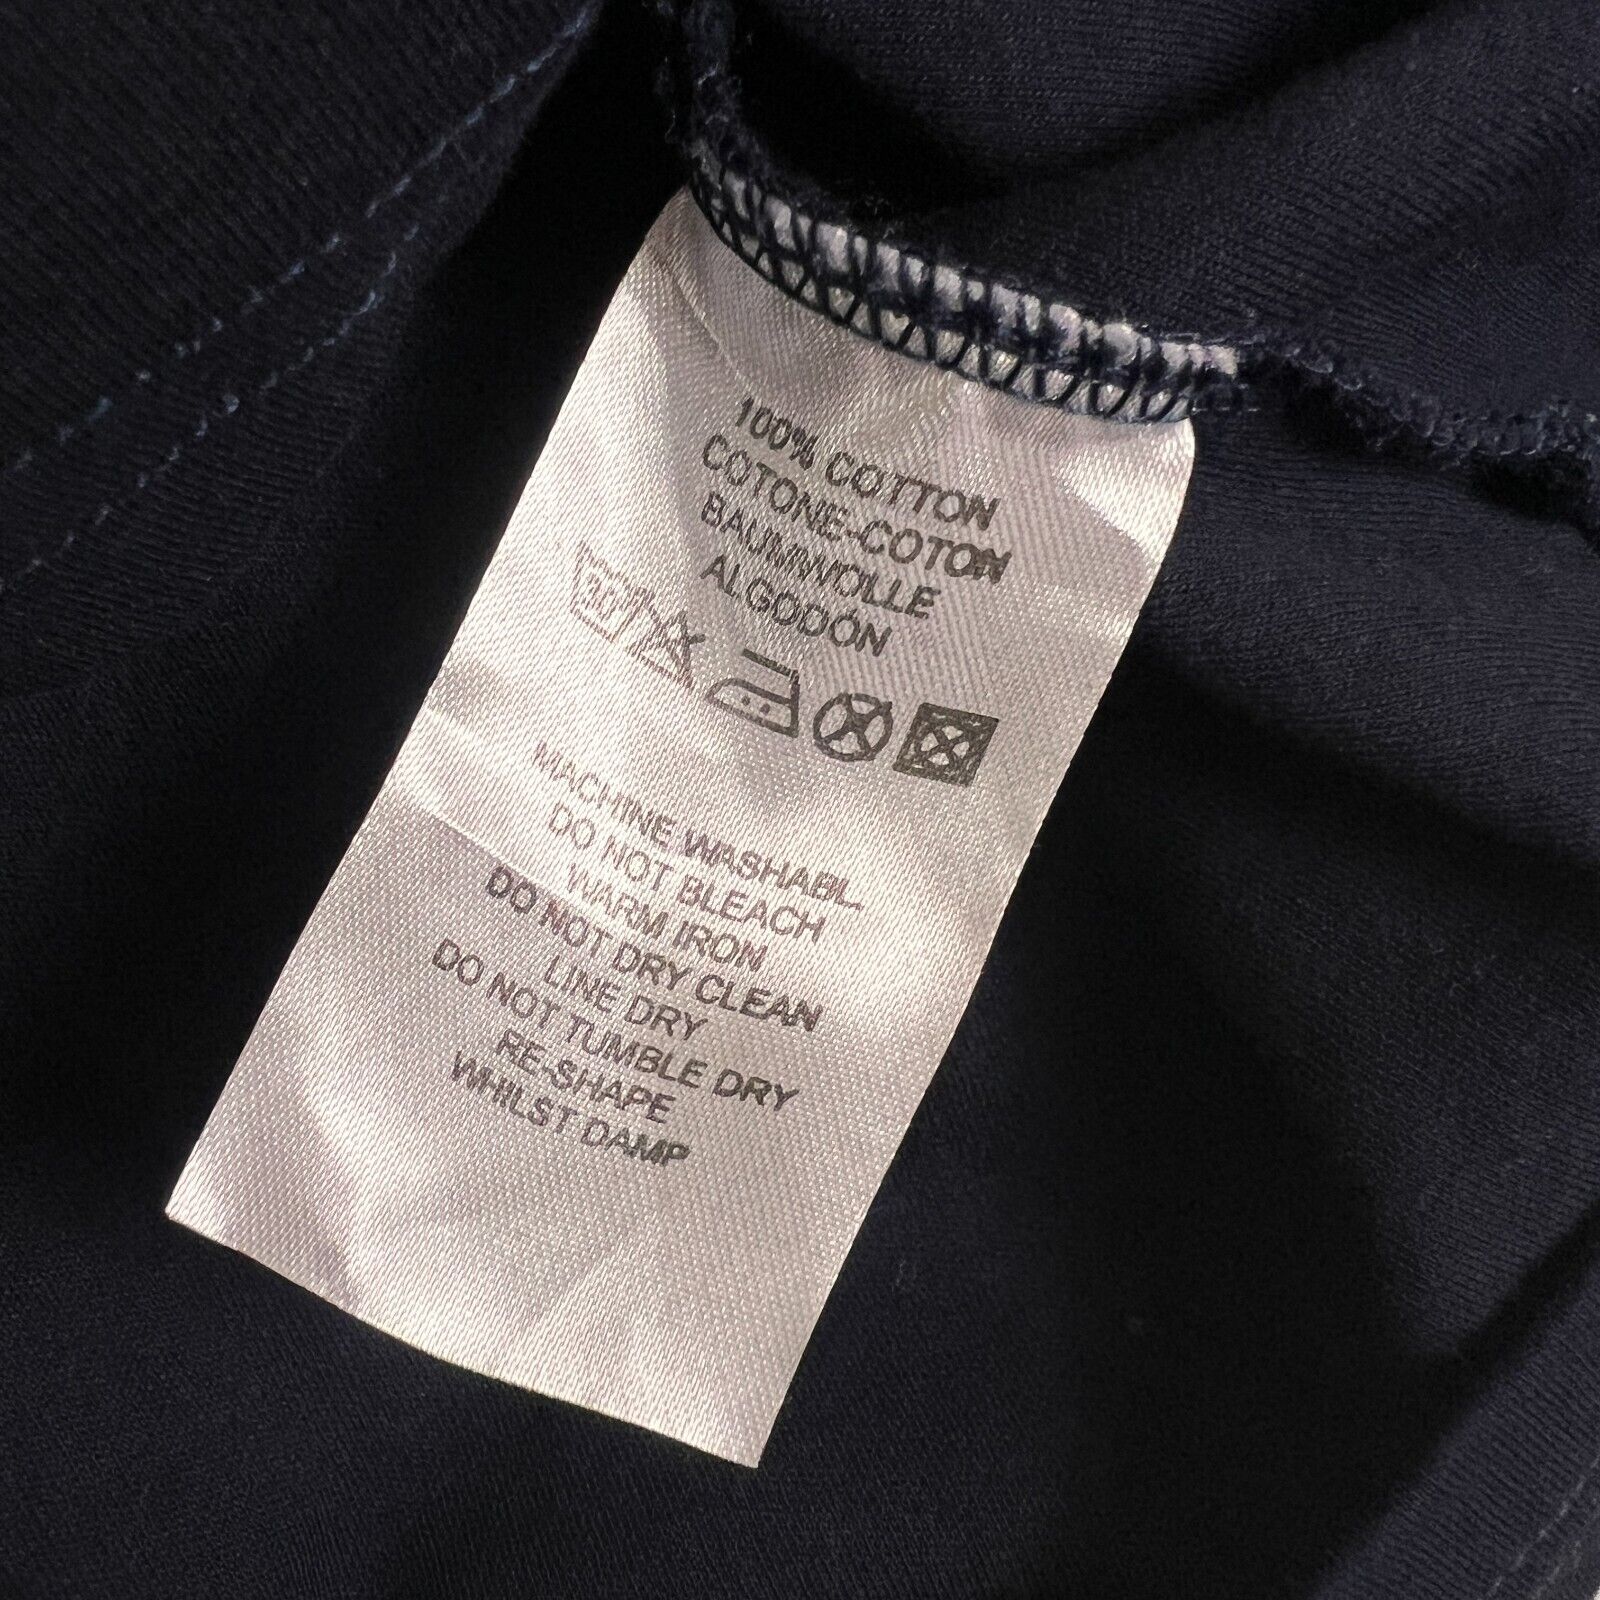 100% COTTON
COTONE-COTON
BAUMWOLLE
ALGODÓN
MACHINE WASHABL.
DO NOT BLEACH
WARM IRON
DO NOT DRY CLEAN
LINE DRY
DO NOT TUMBLE DRY
RE-SHAPE
WHILST DAMP